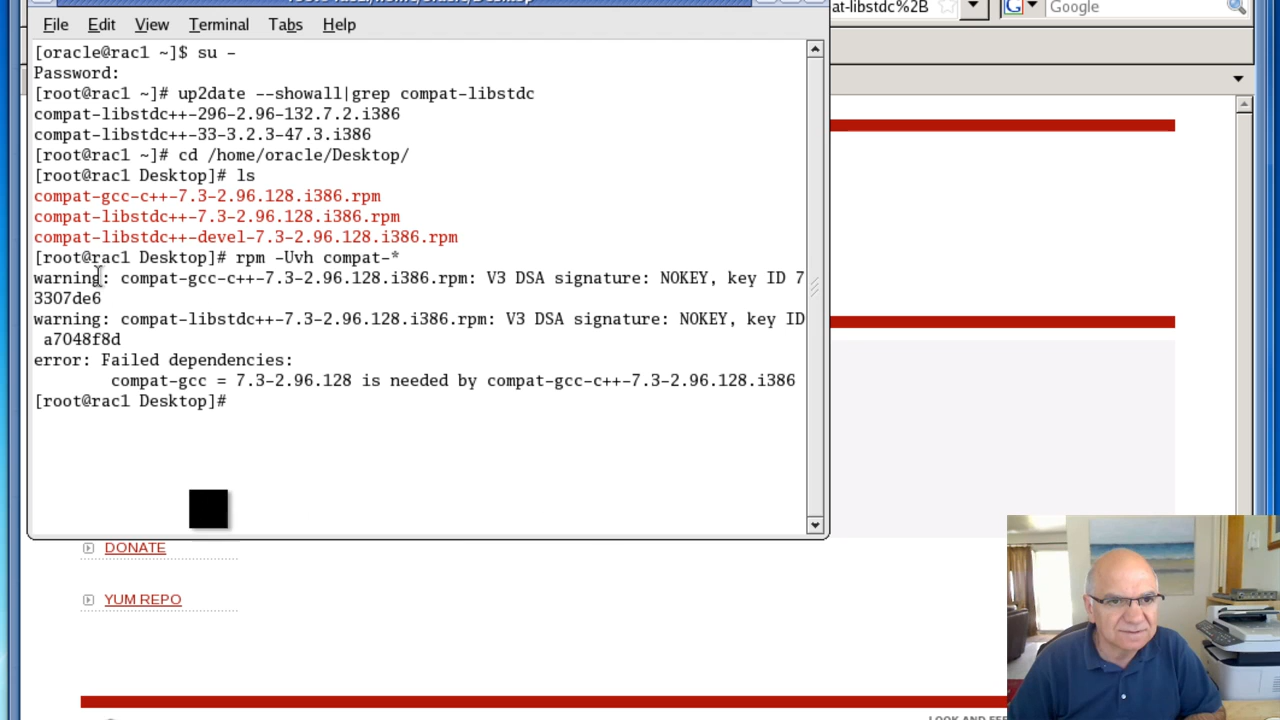 at-libstdc%2B
Google
File Edit View Terminal Tabs Help
[oracle@rac1 ~]$ su -
Password:
[root@rac1 ~]# up2date --showall|grep compat-libstdc
compat-libstdc++-296-2.96-132.7.2.i386
compat-libstdc++-33-3.2.3-47.3.i386
[root@rac1 ~]# cd /home/oracle/Desktop/
[root@rac1 Desktop]# ls
compat-gcc-c++-7.3-2.96.128.i386.rpm
compat-libstdc++-7.3-2.96.128.i386.rpm
compat-libstdc++-devel-7.3-2.96.128.i386.rpm
[root@rac1 Desktop]# rpm -Uvh compat-*
warning: compat-gcc-c++-7.3-2.96.128.i386.rpm: V3 DSA signature: NOKEY, key ID 7
3307de6
warning: compat-libstdc++-7.3-2.96.128.i386.rpm: V3 DSA signature: NOKEY, key ID
a7048f8d
error: Failed dependencies:
compat-gcc = 7.3-2.96.128 is needed by compat-gcc-c++-7.3-2.96.128.i386
[root@rac1 Desktop]#
DONATE
YUM REPO